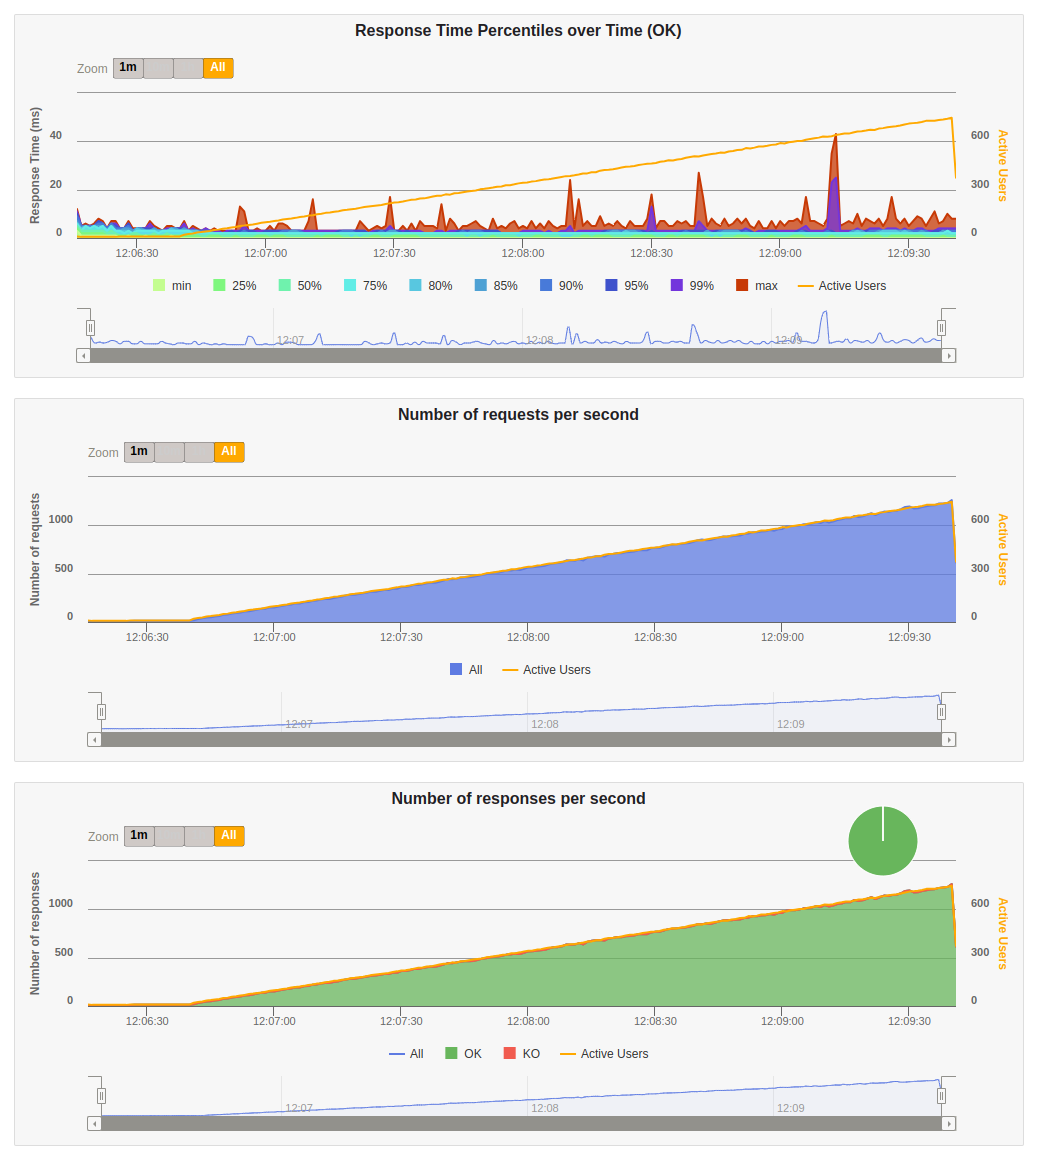 Response Time Percentiles over Time (OK)
Zoom 1m All
Response Time (ms)
40
20
0
600
300
0
Active Users
12:06:30 12:07:00 12:07:30 12:08:00 12:08:30 12:09:00 12:09:30
min 25% 50% 75% 80% 85% 90% 95% 99% max Active Users
12:07 12:08 12:09
Number of requests per second
Zoom 1m All
Number of requests
1000
500
0
600
300
0
Active Users
12:06:30 12:07:00 12:07:30 12:08:00 12:08:30 12:09:00 12:09:30
All Active Users
12:07 12:08 12:09
Number of responses per second
Zoom 1m All
Number of responses
1000
500
0
600
300
0
Active Users
12:06:30 12:07:00 12:07:30 12:08:00 12:08:30 12:09:00 12:09:30
All OK KO Active Users
12:07 12:08 12:09